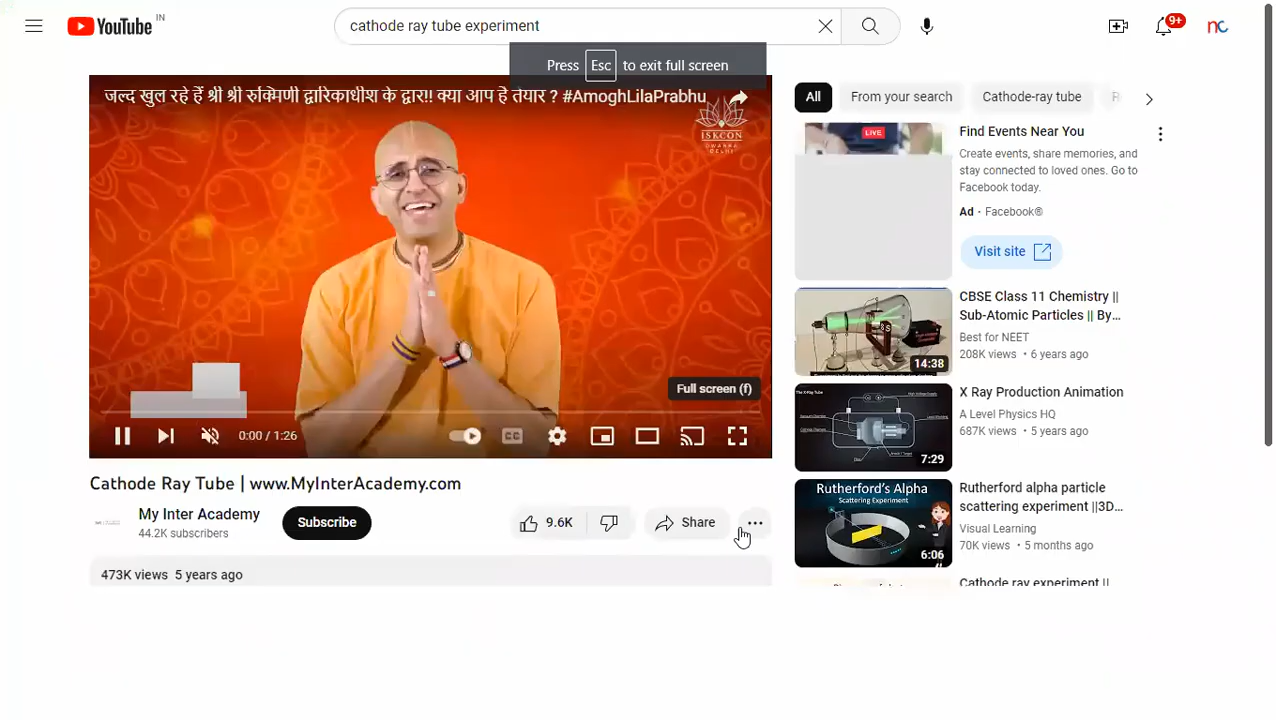 YouTube IN
cathode ray tube experiment
9+
nc
Press Esc to exit full screen
जल्द खुल रहे हैं श्री श्री रुक्मिणी द्वारिकाधीश के द्वार!! क्या आप है तैयार ? #AmoghLilaPrabhu
ISKCON
DWARKA
DELHI
Full screen (f)
0:00 / 1:26
CC
Cathode Ray Tube | www.MyInterAcademy.com
My Inter Academy
44.2K subscribers
Subscribe
9.6K
Share
473K views 5 years ago
All
From your search
Cathode-ray tube
LIVE
Find Events Near You
Create events, share memories, and
stay connected to loved ones. Go to
Facebook today.
Ad · Facebook®
Visit site
CBSE Class 11 Chemistry ||
Sub-Atomic Particles || By...
Best for NEET
208K views • 6 years ago
14:38
X Ray Production Animation
A Level Physics HQ
687K views • 5 years ago
7:29
Rutherford's Alpha
Scattering Experiment
6:06
Rutherford alpha particle
scattering experiment ||3D...
Visual Learning
70K views • 5 months ago
Cathode ray experiment ||